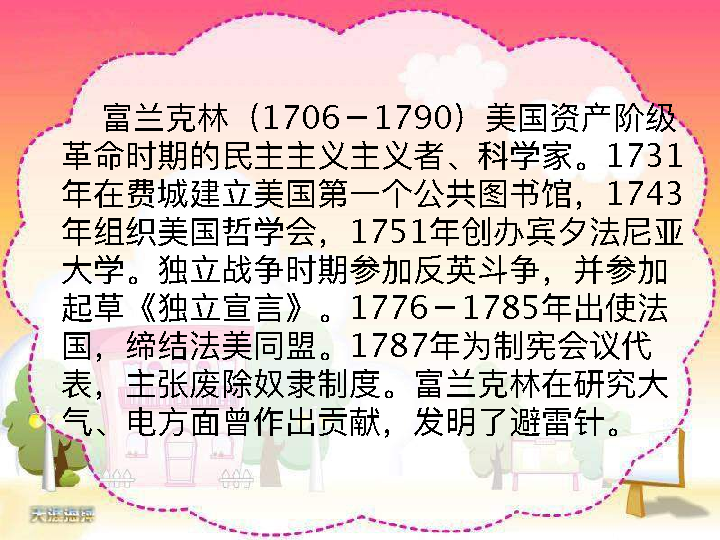 富兰克林（1706－1790）美国资产阶级
革命时期的民主主义主义者、科学家。1731
年在费城建立美国第一个公共图书馆，1743
年组织美国哲学会，1751年创办宾夕法尼亚
大学。独立战争时期参加反英斗争，并参加
起草《独立宣言》。1776－1785年出使法
国，缔结法美同盟。1787年为制宪会议代
表，主张废除奴隶制度。富兰克林在研究大
气、电方面曾作出贡献，发明了避雷针。